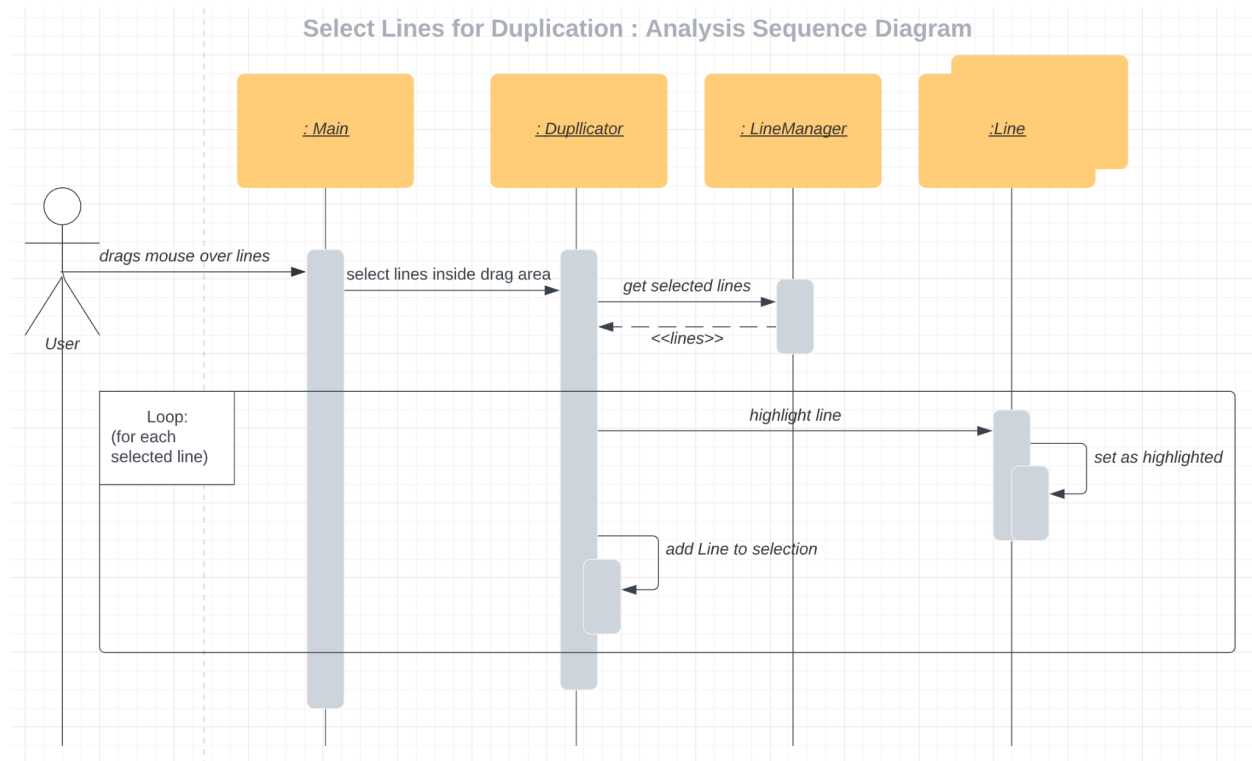 Select Lines for Duplication : Analysis Sequence Diagram
: Main
: Dupllicator
: LineManager
:Line
drags mouse over lines
select lines inside drag area
get selected lines
<<lines>>
User
Loop:
(for each
selected line)
highlight line
set as highlighted
add Line to selection